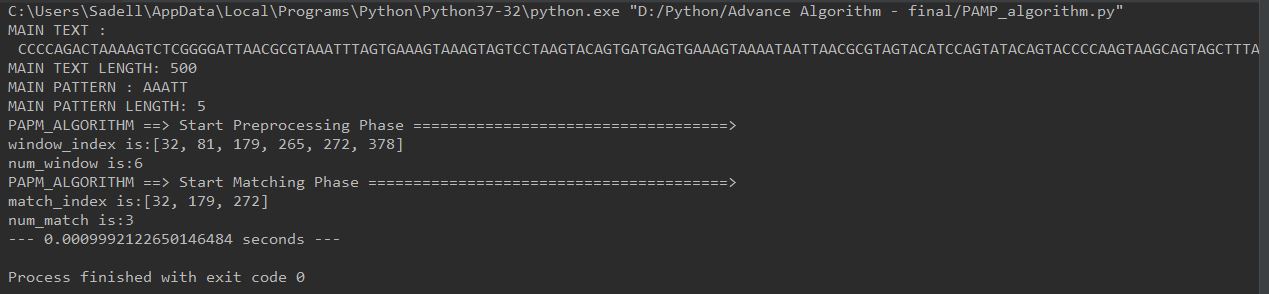 C:\Users\Sadell\AppData\Local\Programs\Python\Python37-32\python.exe "D:/Python/Advance Algorithm - final/PAMP_algorithm.py"
MAIN TEXT :
CCCCAGACTAAAAGTCTCGGGGATTAACGCGTAAATTTAGTGAAAGTAAAGTAGTCCTAAGTACAGTGATGAGTGAAAGTAAAATAATTAACGCGTAGTACATCCAGTATACAGTACCCCAAGTAAGCAGTAGCTTTA
MAIN TEXT LENGTH: 500
MAIN PATTERN : AAATT
MAIN PATTERN LENGTH: 5
PAPM_ALGORITHM ==> Start Preprocessing Phase ===================================>
window_index is:[32, 81, 179, 265, 272, 378]
num_window is:6
PAPM_ALGORITHM ==> Start Matching Phase ========================================>
match_index is:[32, 179, 272]
num_match is:3
--- 0.0009992122650146484 seconds ---
Process finished with exit code 0